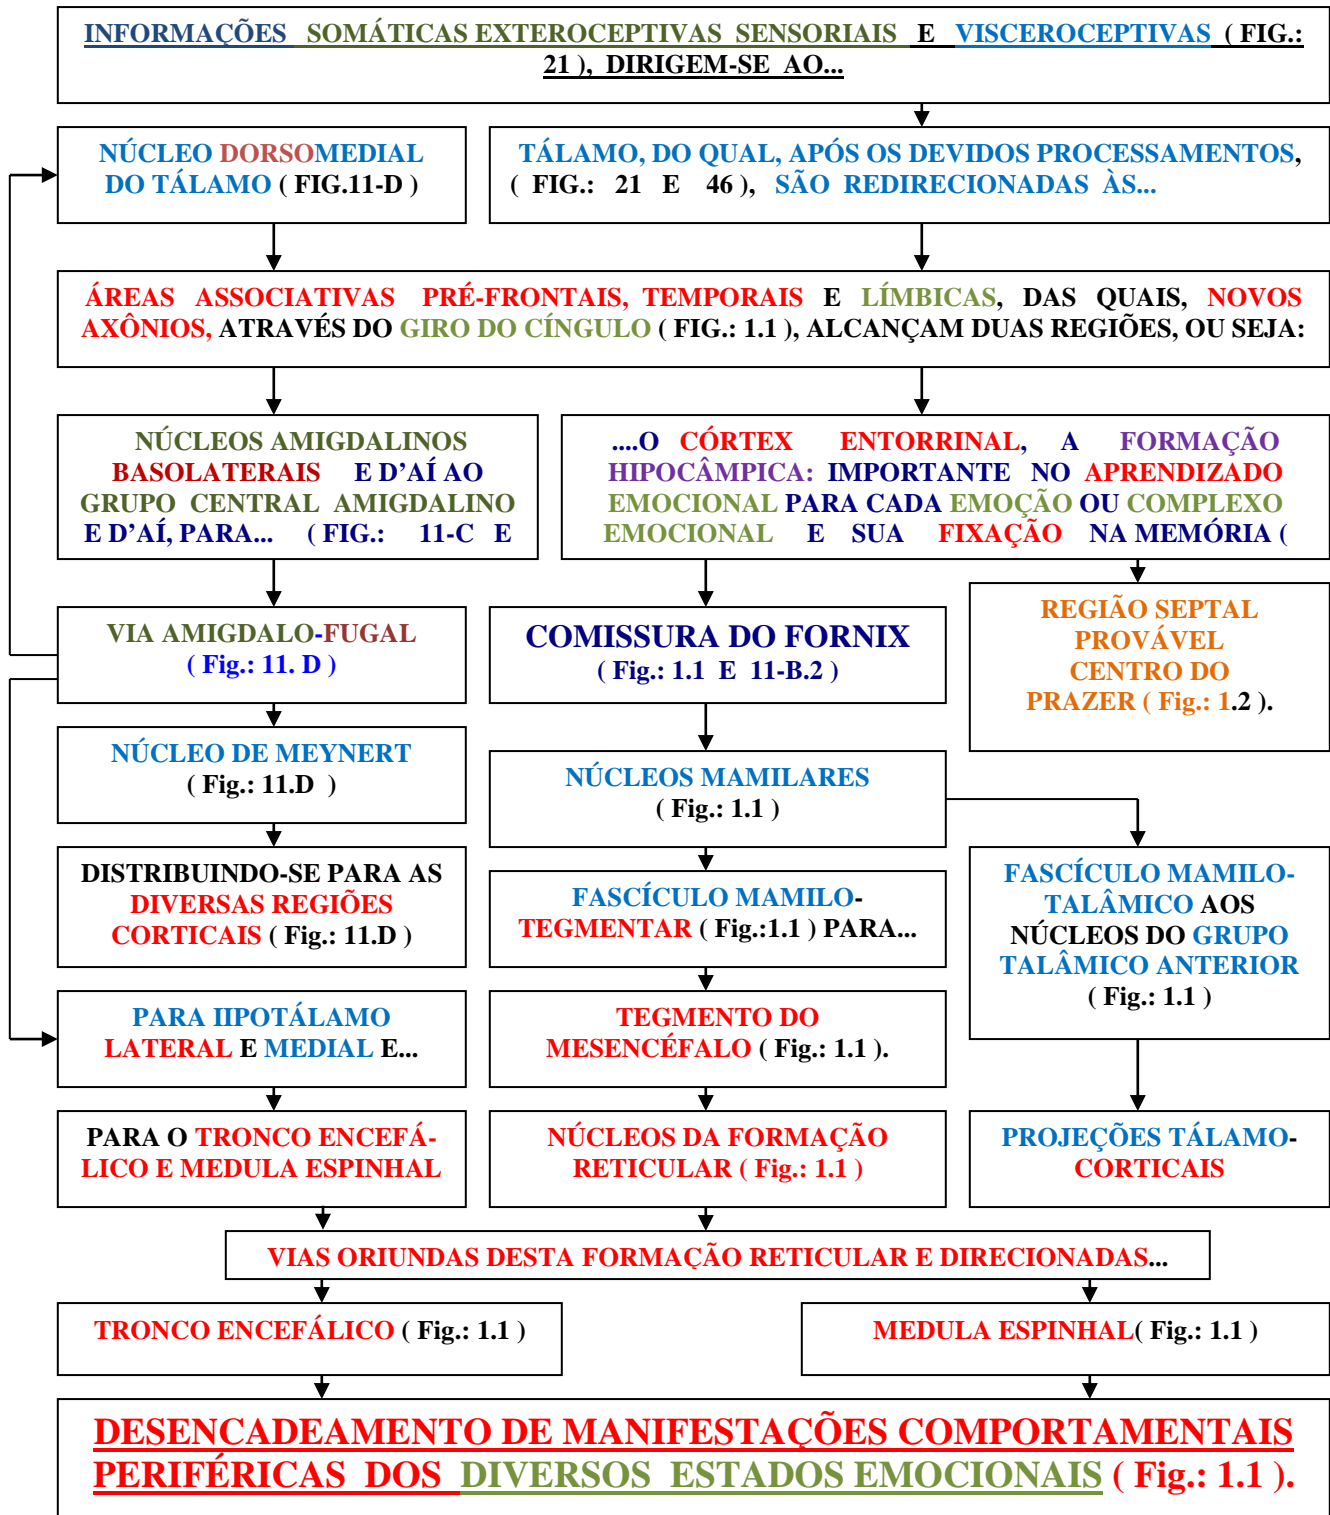 INFORMAÇÕES SOMÁTICAS EXTEROCEPTIVAS SENSORIAIS E VISCEROCEPTIVAS ( FIG.:
21 ), DIRIGEM-SE AO...
NÚCLEO DORSOMEDIAL
DO TÁLAMO ( FIG.11-D )
TÁLAMO, DO QUAL, APÓS OS DEVIDOS PROCESSAMENTOS,
( FIG.: 21 E 46 ), SÃO REDIRECIONADAS ÀS...
ÁREAS ASSOCIATIVAS PRÉ-FRONTAIS, TEMPORAIS E LÍMBICAS, DAS QUAIS, NOVOS
AXÔNIOS, ATRAVÉS DO GIRO DO CÍNGULO ( FIG.: 1.1 ), ALCANÇAM DUAS REGIÕES, OU SEJA:
NÚCLEOS AMIGDALINOS
BASOLATERAIS E D’AÍ AO
GRUPO CENTRAL AMIGDALINO
E D’AÍ, PARA... ( FIG.: 11-C E
....O CÓRTEX ENTORRINAL, A FORMAÇÃO
HIPOCÂMPICA: IMPORTANTE NO APRENDIZADO
EMOCIONAL PARA CADA EMOÇÃO OU COMPLEXO
EMOCIONAL E SUA FIXAÇÃO NA MEMÓRIA (
VIA AMIGDALO-FUGAL
( Fig.: 11. D )
COMISSURA DO FORNIX
( Fig.: 1.1 E 11-B.2 )
REGIÃO SEPTAL
PROVÁVEL
CENTRO DO
PRAZER ( Fig.: 1.2 ).
NÚCLEO DE MEYNERT
( Fig.: 11.D )
NÚCLEOS MAMILARES
( Fig.: 1.1 )
DISTRIBUINDO-SE PARA AS
DIVERSAS REGIÕES
CORTICAIS ( Fig.: 11.D )
FASCÍCULO MAMILO-
TEGMENTAR ( Fig.:1.1 ) PARA...
FASCÍCULO MAMILO-
TALÂMICO AOS
NÚCLEOS DO GRUPO
TALÂMICO ANTERIOR
( Fig.: 1.1 )
PARA IIPOTÁLAMO
LATERAL E MEDIAL E...
TEGMENTO DO
MESENCÉFALO ( Fig.: 1.1 ).
PARA O TRONCO ENCEFÁ-
LICO E MEDULA ESPINHAL
NÚCLEOS DA FORMAÇÃO
RETICULAR ( Fig.: 1.1 )
PROJEÇÕES TÁLAMO-
CORTICAIS
VIAS ORIUNDAS DESTA FORMAÇÃO RETICULAR E DIRECIONADAS...
TRONCO ENCEFÁLICO ( Fig.: 1.1 )
MEDULA ESPINHAL( Fig.: 1.1 )
DESENCADEAMENTO DE MANIFESTAÇÕES COMPORTAMENTAIS
PERIFÉRICAS DOS DIVERSOS ESTADOS EMOCIONAIS ( Fig.: 1.1 ).